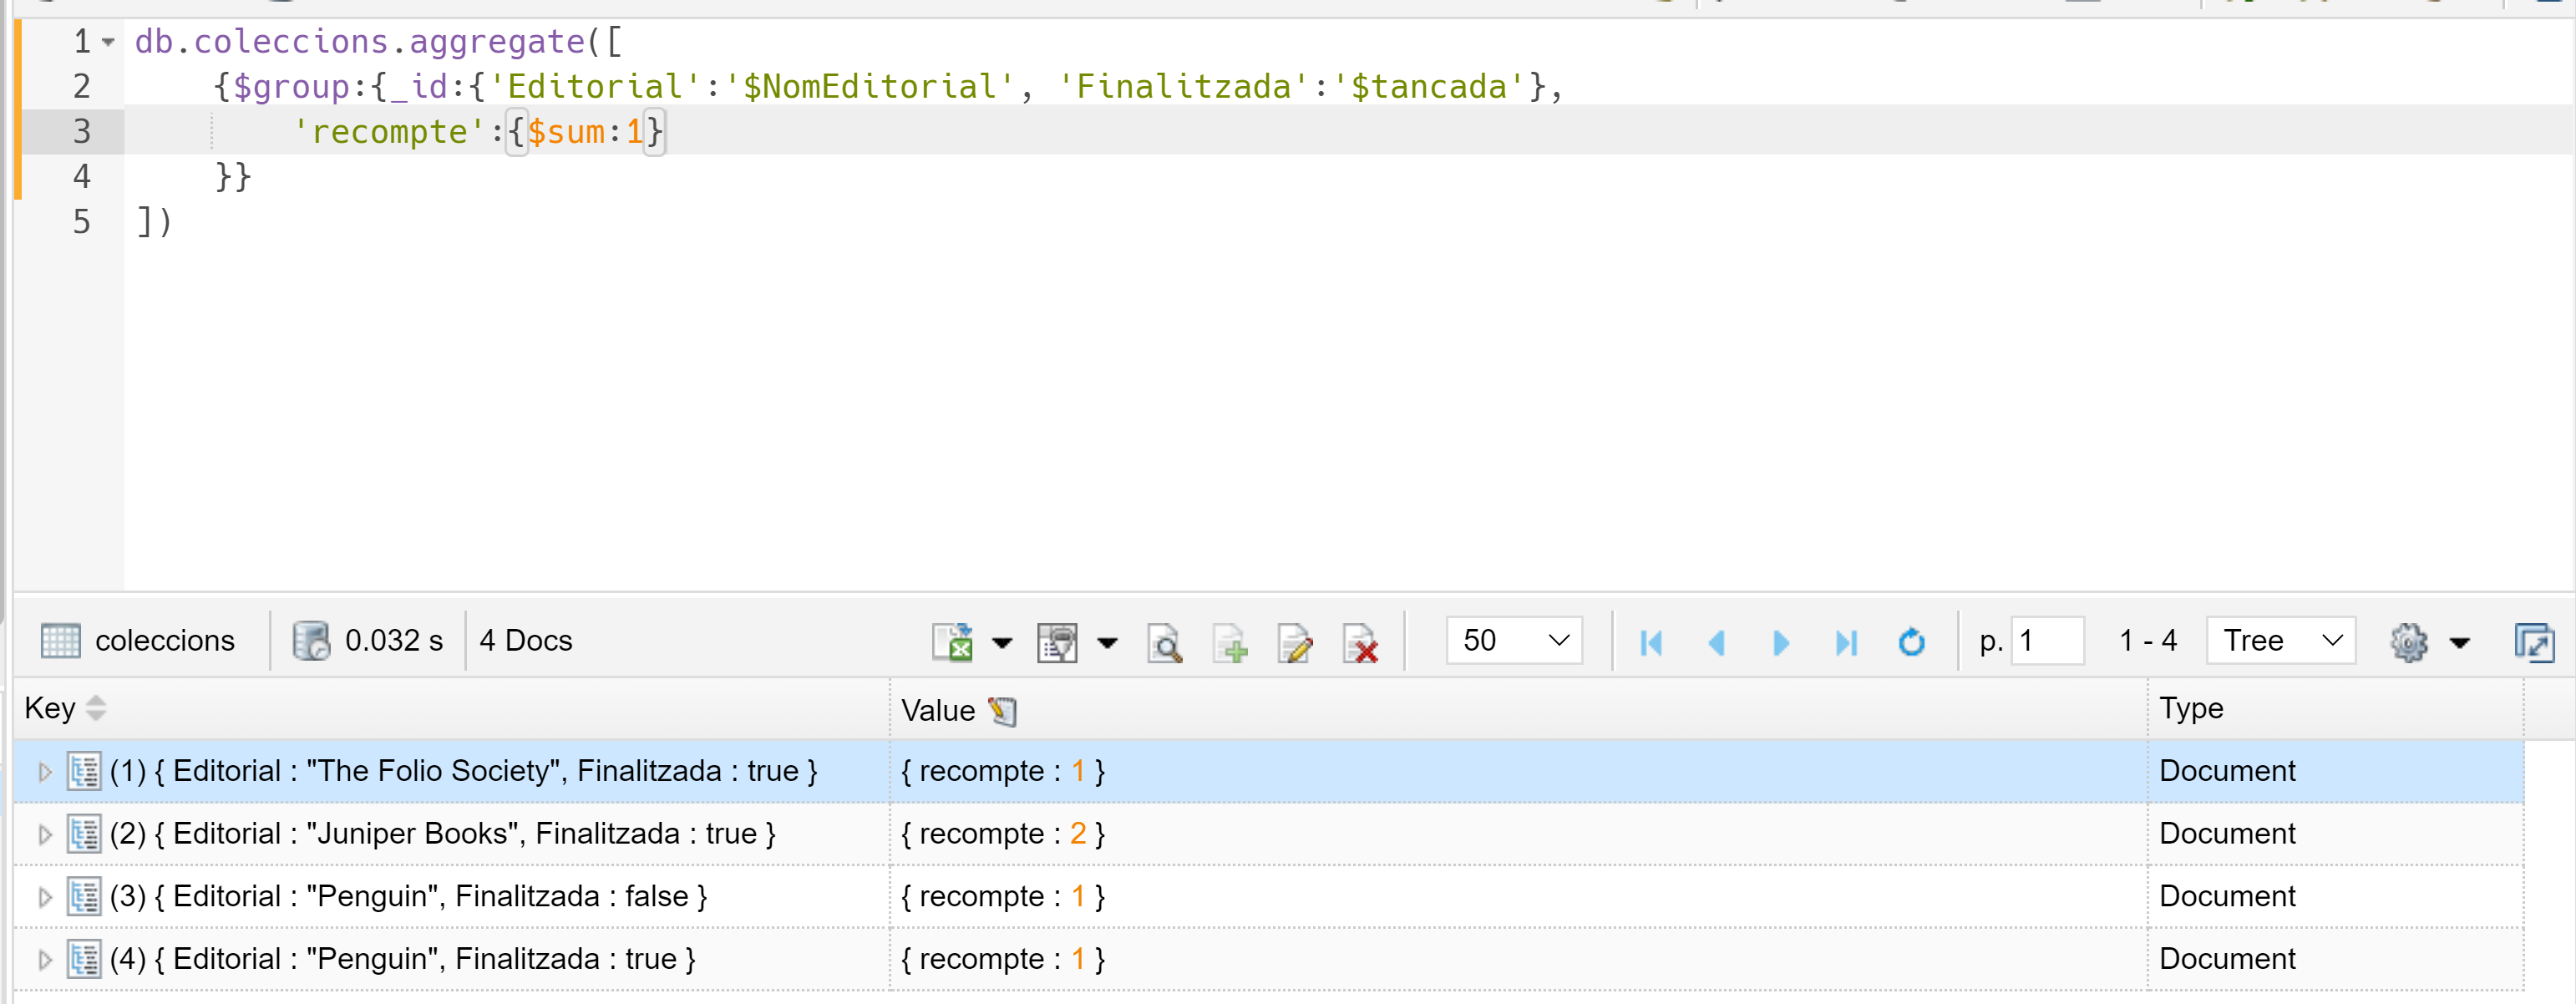 1 db.coleccions.aggregate([
2 {$group:{_id:{'Editorial':'$NomEditorial', 'Finalitzada':'$tancada'},
3 'recompte':{$sum:1}
4 }}
5 ])
coleccions 0.032 s 4 Docs 50 p. 1 1 - 4 Tree
Key Value Type
(1) { Editorial : "The Folio Society", Finalitzada : true } { recompte : 1 } Document
(2) { Editorial : "Juniper Books", Finalitzada : true } { recompte : 2 } Document
(3) { Editorial : "Penguin", Finalitzada : false } { recompte : 1 } Document
(4) { Editorial : "Penguin", Finalitzada : true } { recompte : 1 } Document